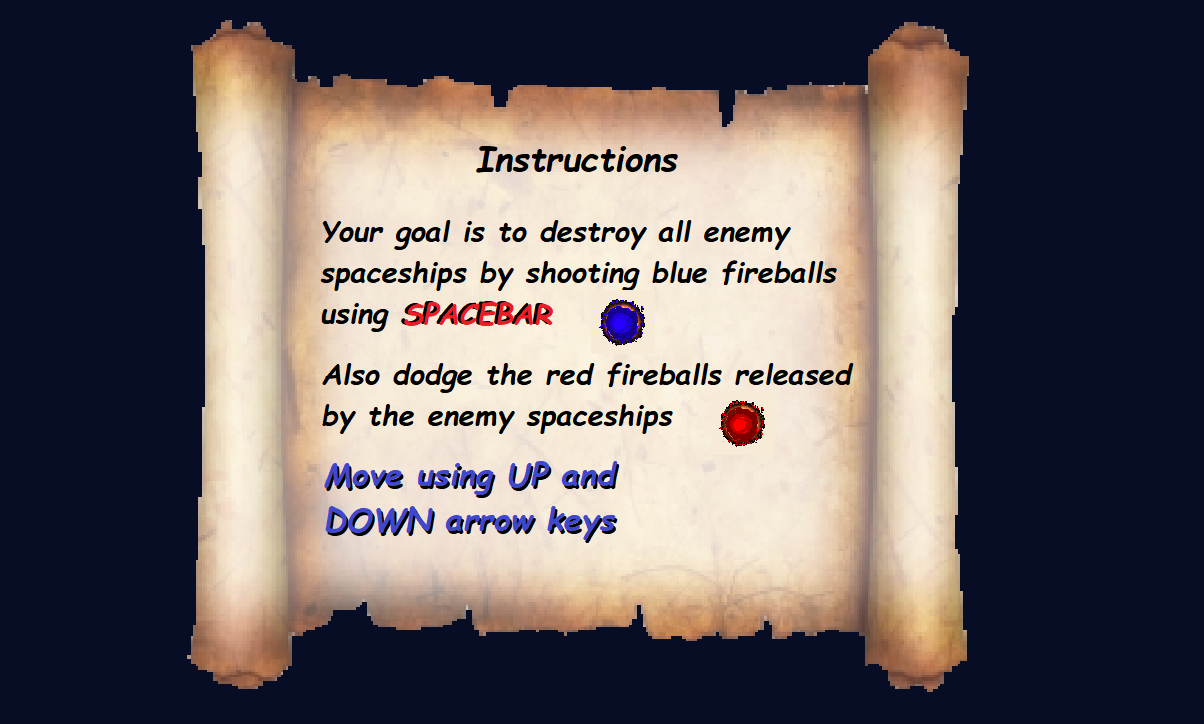 Instructions
Your goal is to destroy all enemy
spaceships by shooting blue fireballs
using SPACEBAR
Also dodge the red fireballs released
by the enemy spaceships
Move using UP and
DOWN arrow keys